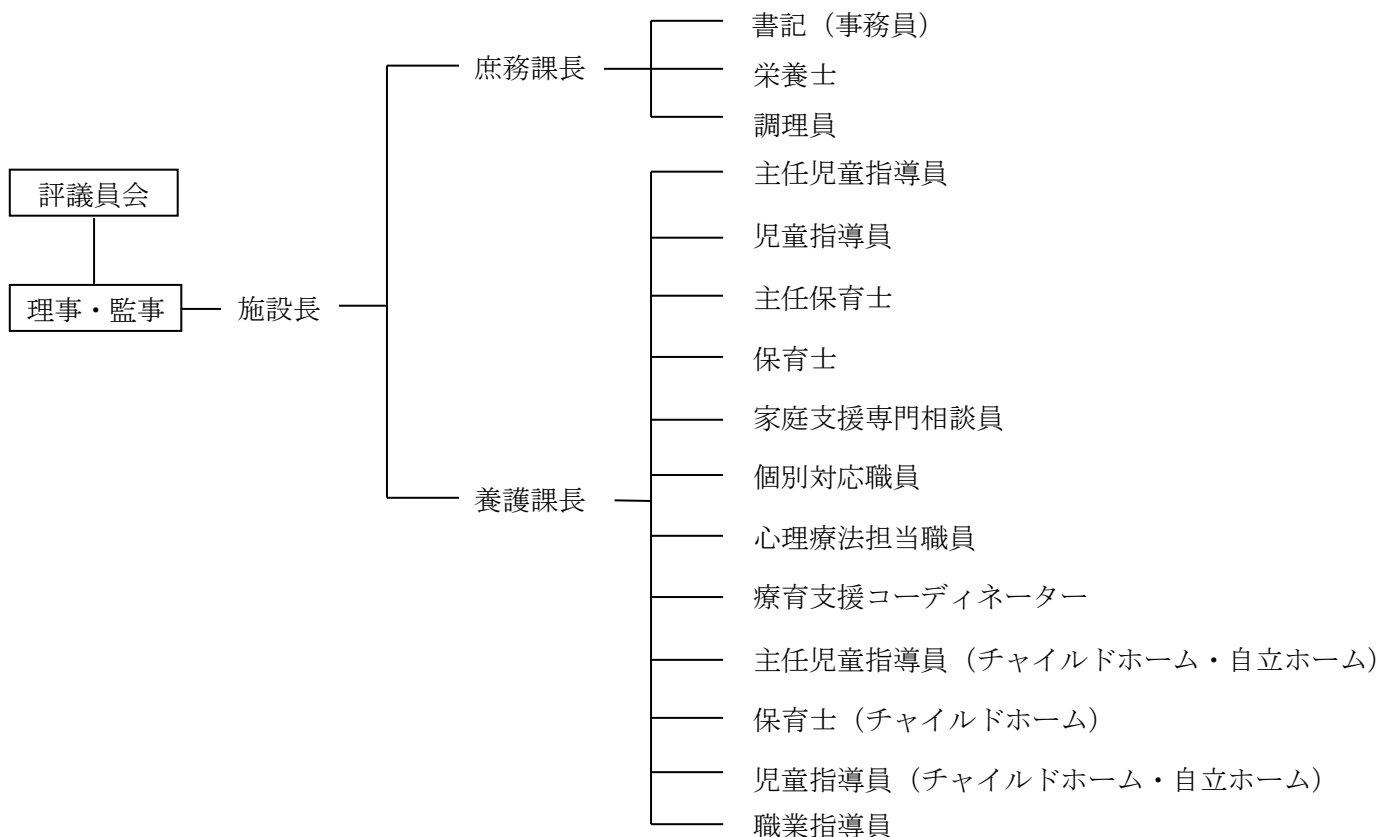 評議員会
理事・監事
施設長
庶務課長
書記（事務員）
栄養士
調理員
養護課長
主任児童指導員
児童指導員
主任保育士
保育士
家庭支援専門相談員
個別対応職員
心理療法担当職員
療育支援コーディネーター
主任児童指導員（チャイルドホーム・自立ホーム）
保育士（チャイルドホーム）
児童指導員（チャイルドホーム・自立ホーム）
職業指導員